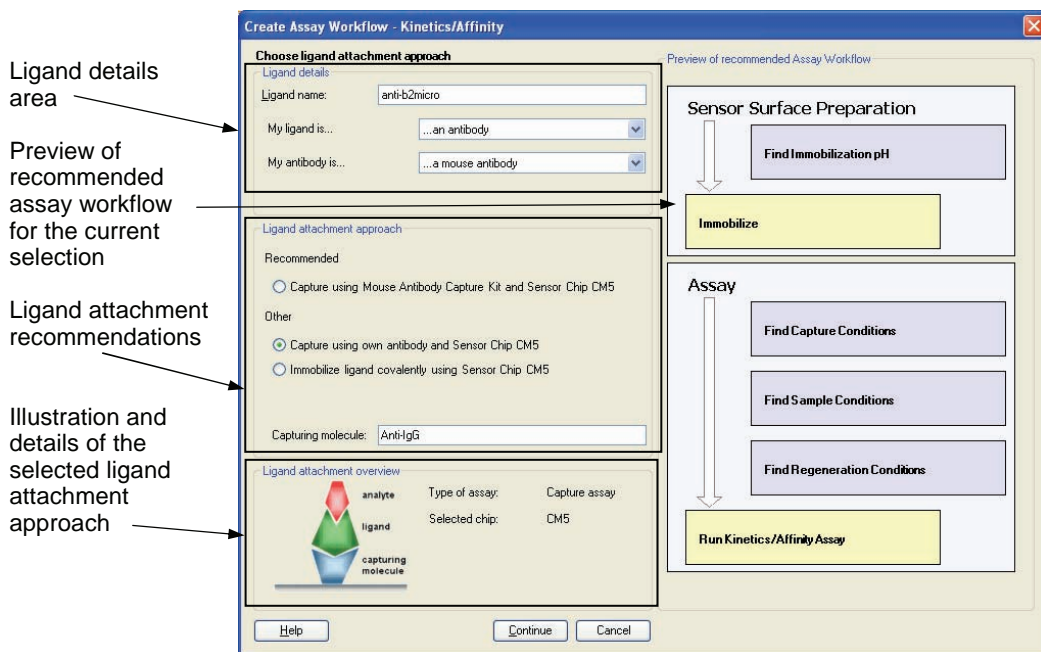 Ligand details
area
Preview of
recommended
assay workflow
for the current
selection
Ligand attachment
recommendations
Illustration and
details of the
selected ligand
attachment
approach
Create Assay Workflow - Kinetics/Affinity
Choose ligand attachment approach
Ligand details
Ligand name: anti-b2micro
My ligand is... ...an antibody
My antibody is... ...a mouse antibody
Ligand attachment approach
Recommended
Capture using Mouse Antibody Capture Kit and Sensor Chip CM5
Other
Capture using own antibody and Sensor Chip CM5
Immobilize ligand covalently using Sensor Chip CM5
Capturing molecule: Anti-IgG
Ligand attachment overview
analyte
ligand
capturing
molecule
Type of assay: Capture assay
Selected chip: CM5
Preview of recommended Assay Workflow
Sensor Surface Preparation
Find Immobilization pH
Immobilize
Assay
Find Capture Conditions
Find Sample Conditions
Find Regeneration Conditions
Run Kinetics/Affinity Assay
Help
Continue
Cancel